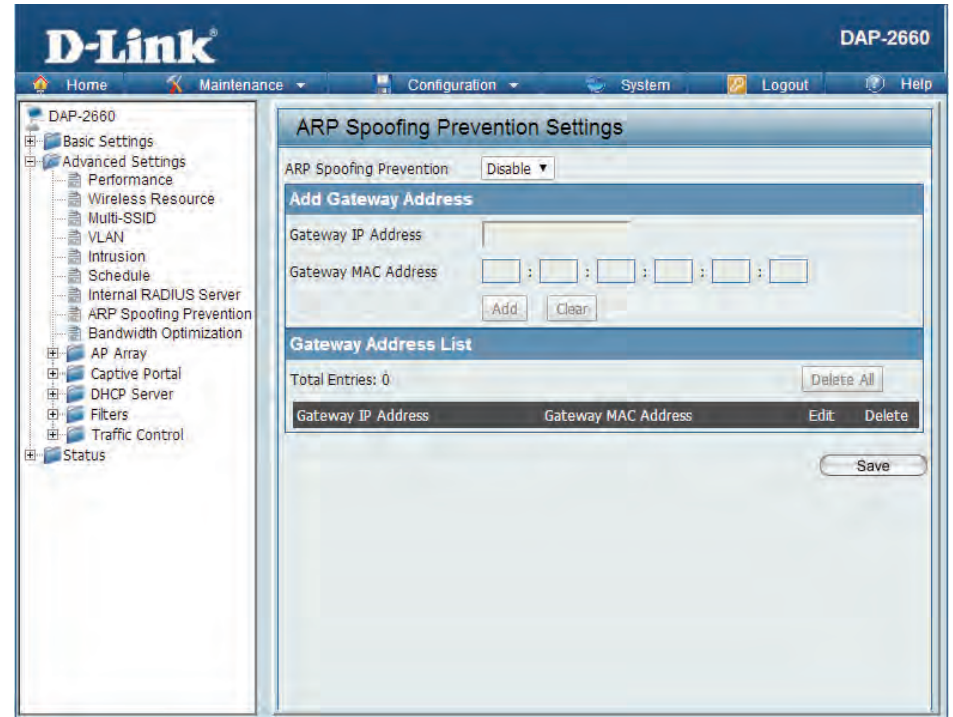 D-Link®
DAP-2660
Home Maintenance Configuration System Logout Help
DAP-2660
Basic Settings
Advanced Settings
Performance
Wireless Resource
Multi-SSID
VLAN
Intrusion
Schedule
Internal RADIUS Server
ARP Spoofing Prevention
Bandwidth Optimization
AP Array
Captive Portal
DHCP Server
Filters
Traffic Control
Status
ARP Spoofing Prevention Settings
ARP Spoofing Prevention Disable
Add Gateway Address
Gateway IP Address
Gateway MAC Address : : : : :
Add Clear
Gateway Address List
Total Entries: 0 Delete All
Gateway IP Address Gateway MAC Address Edit Delete
Save